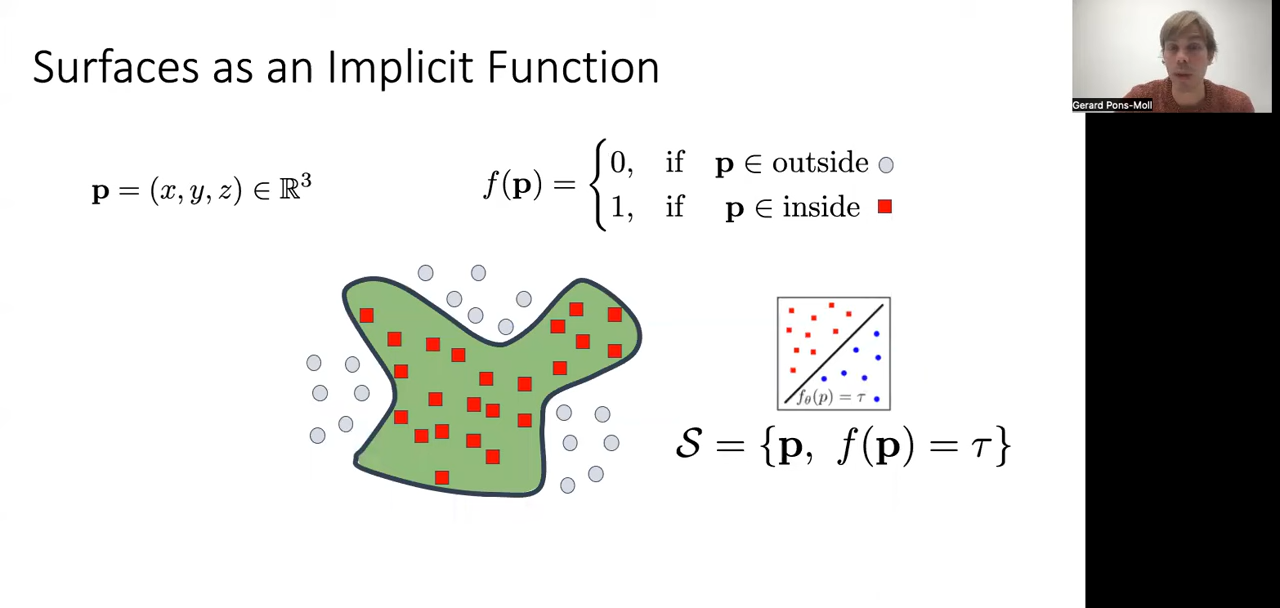 Surfaces as an Implicit Function
Gerard Pons-Moll
p = (x, y, z) ∈ ℝ³
f(p) = { 0, if p ∈ outside
1, if p ∈ inside
f_θ(p) = τ
𝒮 = {p, f(p) = τ}